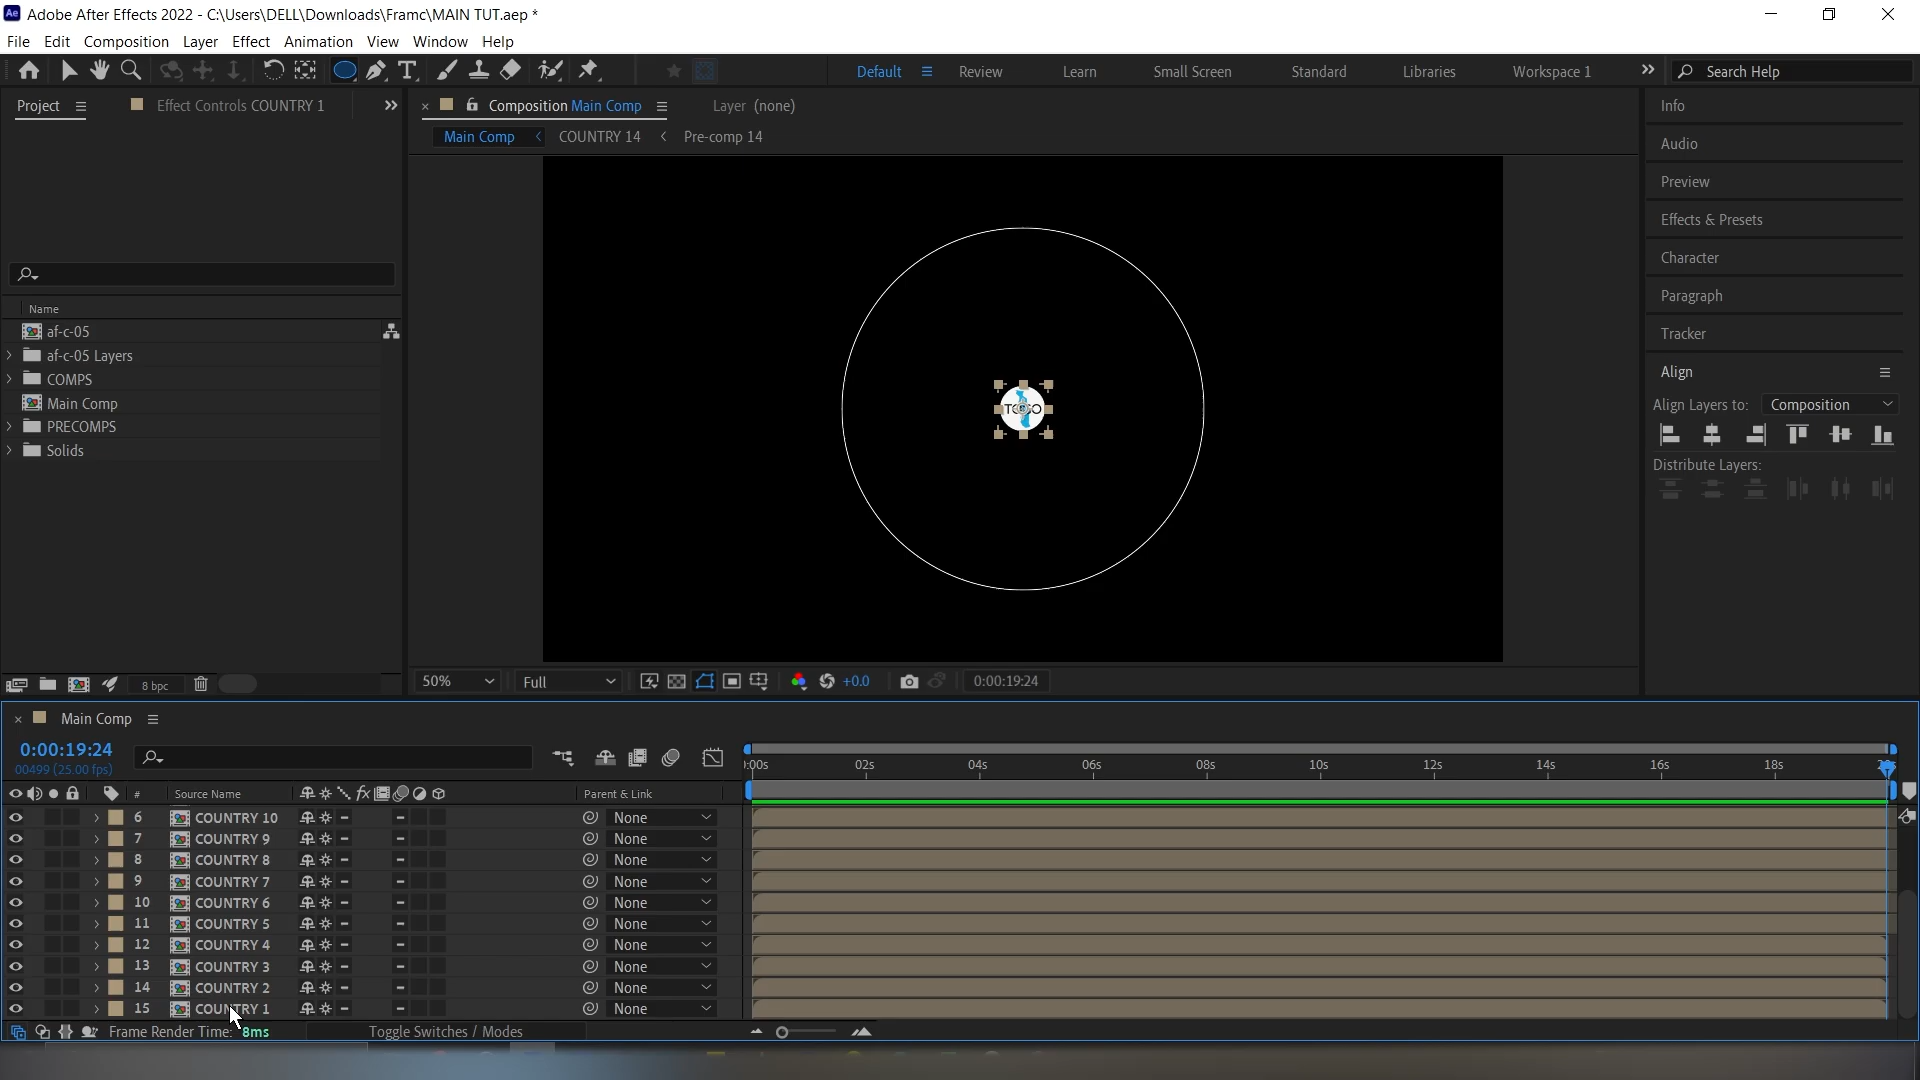 Ae Adobe After Effects 2022 - C:\Users\DELL\Downloads\Framc\MAIN TUT.aep *
File Edit Composition Layer Effect Animation View Window Help
Default Review Learn Small Screen Standard Libraries Workspace 1 Search Help
Project Effect Controls COUNTRY 1
Composition Main Comp Layer (none)
Main Comp COUNTRY 14 Pre-comp 14
Name
af-c-05
af-c-05 Layers
COMPS
Main Comp
PRECOMPS
Solids
8 bpc
TOGO
50% Full +0.0 0:00:19:24
Info
Audio
Preview
Effects & Presets
Character
Paragraph
Tracker
Align
Align Layers to: Composition
Distribute Layers:
Main Comp
0:00:19:24
00499 (25.00 fps)
):00s 02s 04s 06s 08s 10s 12s 14s 16s 18s 20s
# Source Name fx Parent & Link
6 COUNTRY 10 None
7 COUNTRY 9 None
8 COUNTRY 8 None
9 COUNTRY 7 None
10 COUNTRY 6 None
11 COUNTRY 5 None
12 COUNTRY 4 None
13 COUNTRY 3 None
14 COUNTRY 2 None
15 COUNTRY 1 None
Frame Render Time: 8ms Toggle Switches / Modes